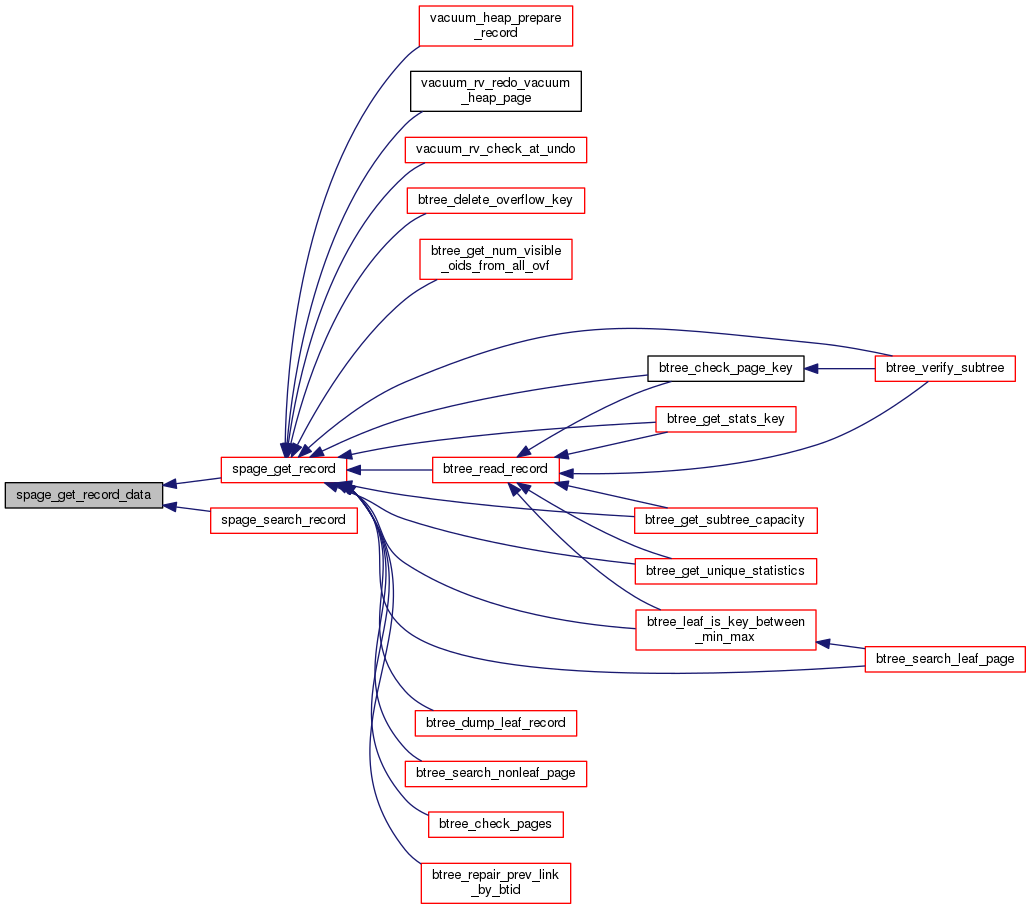 vacuum_heap_prepare
_record
vacuum_rv_redo_vacuum
_heap_page
vacuum_rv_check_at_undo
btree_delete_overflow_key
btree_get_num_visible
_oids_from_all_ovf
btree_check_page_key
btree_verify_subtree
btree_get_stats_key
spage_get_record
btree_read_record
spage_get_record_data
spage_search_record
btree_get_subtree_capacity
btree_get_unique_statistics
btree_leaf_is_key_between
_min_max
btree_search_leaf_page
btree_dump_leaf_record
btree_search_nonleaf_page
btree_check_pages
btree_repair_prev_link
_by_btid